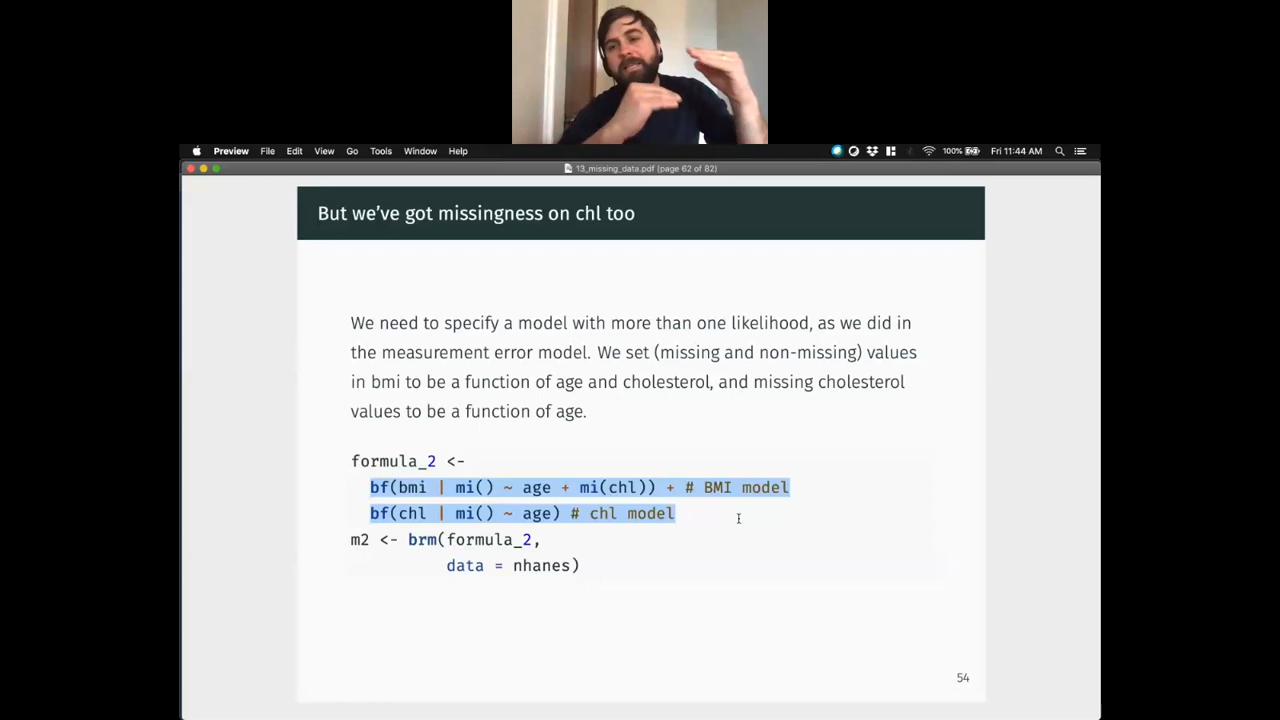 Preview File Edit View Go Tools Window Help 100% Fri 11:44 AM
13_missing_data.pdf (page 62 of 82)
But we've got missingness on chl too
We need to specify a model with more than one likelihood, as we did in
the measurement error model. We set (missing and non-missing) values
in bmi to be a function of age and cholesterol, and missing cholesterol
values to be a function of age.
formula_2 <-
bf(bmi | mi() ~ age + mi(chl)) + # BMI model
bf(chl | mi() ~ age) # chl model
m2 <- brm(formula_2,
data = nhanes)
54